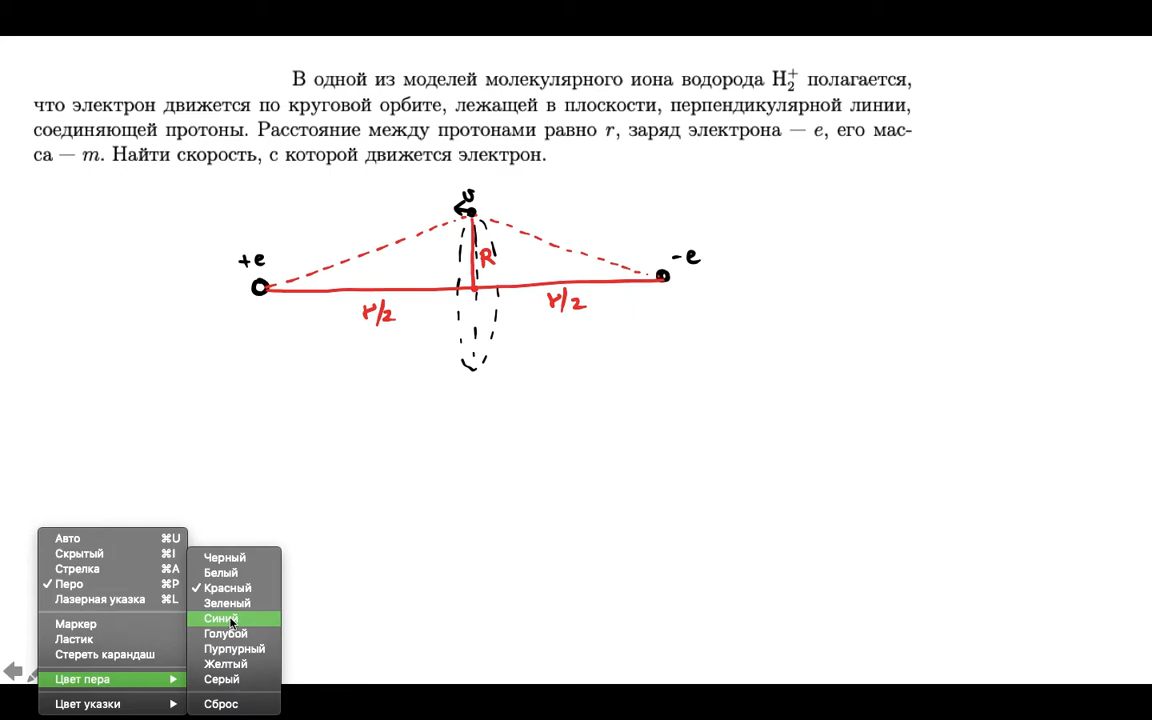 В одной из моделей молекулярного иона водорода H₂⁺ полагается,
что электрон движется по круговой орбите, лежащей в плоскости, перпендикулярной линии,
соединяющей протоны. Расстояние между протонами равно r, заряд электрона — e, его мас-
са — m. Найти скорость, с которой движется электрон.
υ
+e
R
-e
r/2
r/2
Авто ⌘U
Скрытый ⌘I
Стрелка ⌘A
✓ Перо ⌘P
Лазерная указка ⌘L
Маркер
Ластик
Стереть карандаш
Цвет пера
Цвет указки
Черный
Белый
✓ Красный
Зеленый
Синий
Голубой
Пурпурный
Желтый
Серый
Сброс